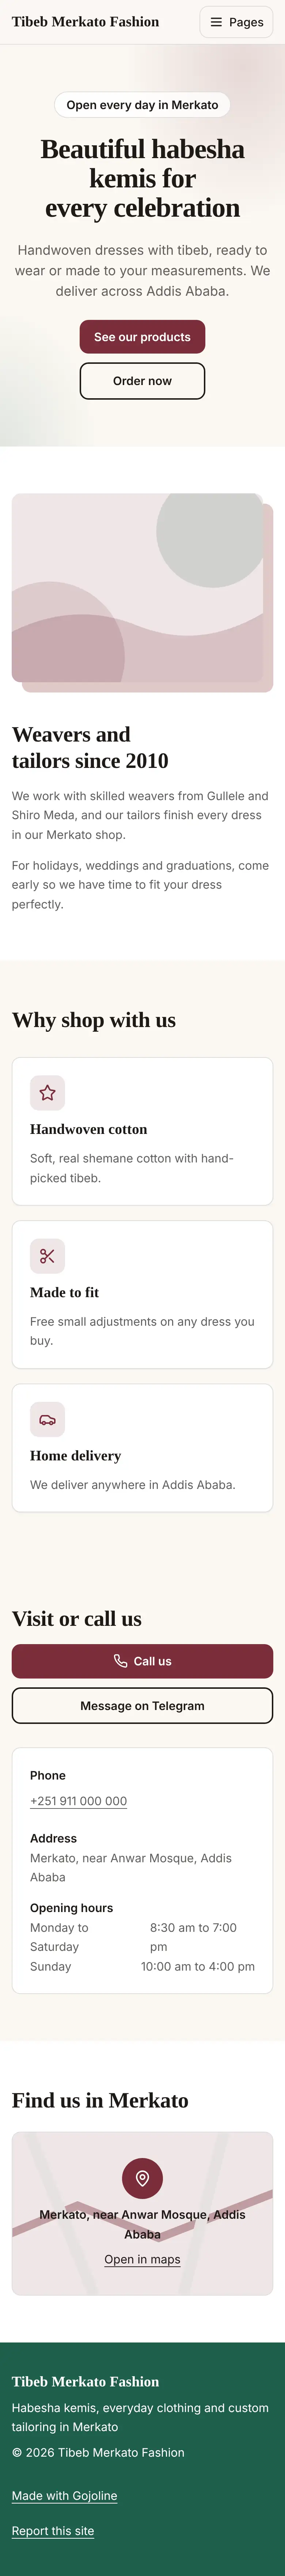 Tibeb Merkato Fashion
Pages
Open every day in Merkato
Beautiful habesha
kemis for
every celebration
Handwoven dresses with tibeb, ready to
wear or made to your measurements. We
deliver across Addis Ababa.
See our products
Order now
Weavers and
tailors since 2010
We work with skilled weavers from Gullele and
Shiro Meda, and our tailors finish every dress
in our Merkato shop.
For holidays, weddings and graduations, come
early so we have time to fit your dress
perfectly.
Why shop with us
Handwoven cotton
Soft, real shemane cotton with hand-
picked tibeb.
Made to fit
Free small adjustments on any dress you
buy.
Home delivery
We deliver anywhere in Addis Ababa.
Visit or call us
Call us
Message on Telegram
Phone
+251 911 000 000
Address
Merkato, near Anwar Mosque, Addis
Ababa
Opening hours
Monday to 8:30 am to 7:00
Saturday pm
Sunday 10:00 am to 4:00 pm
Find us in Merkato
Merkato, near Anwar Mosque, Addis
Ababa
Open in maps
Tibeb Merkato Fashion
Habesha kemis, everyday clothing and custom
tailoring in Merkato
© 2026 Tibeb Merkato Fashion
Made with Gojoline
Report this site